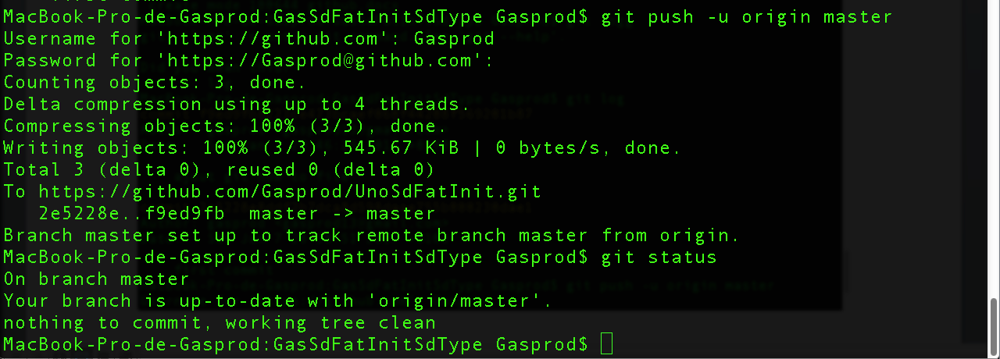 MacBook-Pro-de-Gasprod:GasSdFatInitSdType Gasprod$ git push -u origin master
Username for 'https://github.com': Gasprod
Password for 'https://Gasprod@github.com':
Counting objects: 3, done.
Delta compression using up to 4 threads.
Compressing objects: 100% (3/3), done.
Writing objects: 100% (3/3), 545.67 KiB | 0 bytes/s, done.
Total 3 (delta 0), reused 0 (delta 0)
To https://github.com/Gasprod/UnoSdFatInit.git
   2e5228e..f9ed9fb  master -> master
Branch master set up to track remote branch master from origin.
MacBook-Pro-de-Gasprod:GasSdFatInitSdType Gasprod$ git status
On branch master
Your branch is up-to-date with 'origin/master'.
nothing to commit, working tree clean
MacBook-Pro-de-Gasprod:GasSdFatInitSdType Gasprod$